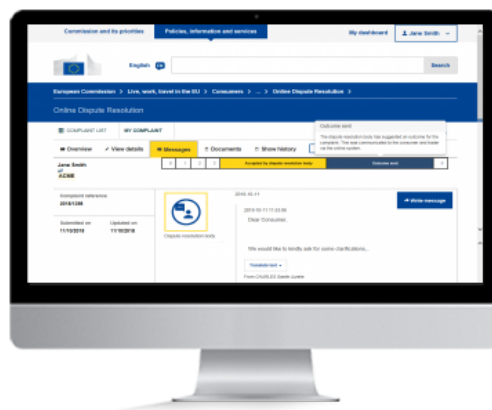 Commission and its priorities Policies, information and services My dashboard Jane Smith
English Search
European Commission > Live, work, travel in the EU > Consumers > ... > Online Dispute Resolution >
Online Dispute Resolution
COMPLAINT LIST MY COMPLAINT
Outcome sent
The dispute resolution body has suggested an outcome for the
complaint. This was communicated to the consumer and trader
via the online system.
Overview View details Messages Documents Show history
Jane Smith
Accepted by dispute resolution body Outcome sent
Complaint reference
Write message
Dear Consumer,
Submitted on Updated on
11/10/2018 11/10/2018
Dispute resolution body
We would like to kindly ask for some clarifications...
Translate text